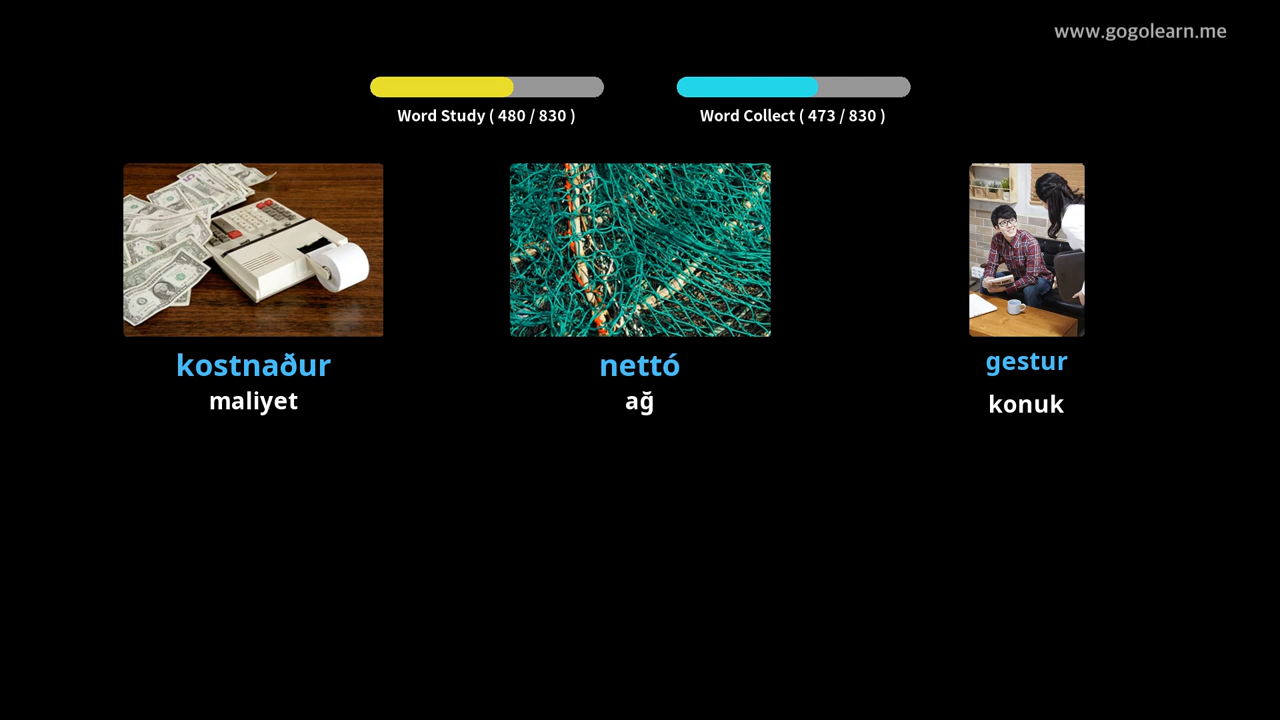 www.gogolearn.me
Word Study ( 480 / 830 )
Word Collect ( 473 / 830 )
kostnaður
maliyet
nettó
ağ
gestur
konuk